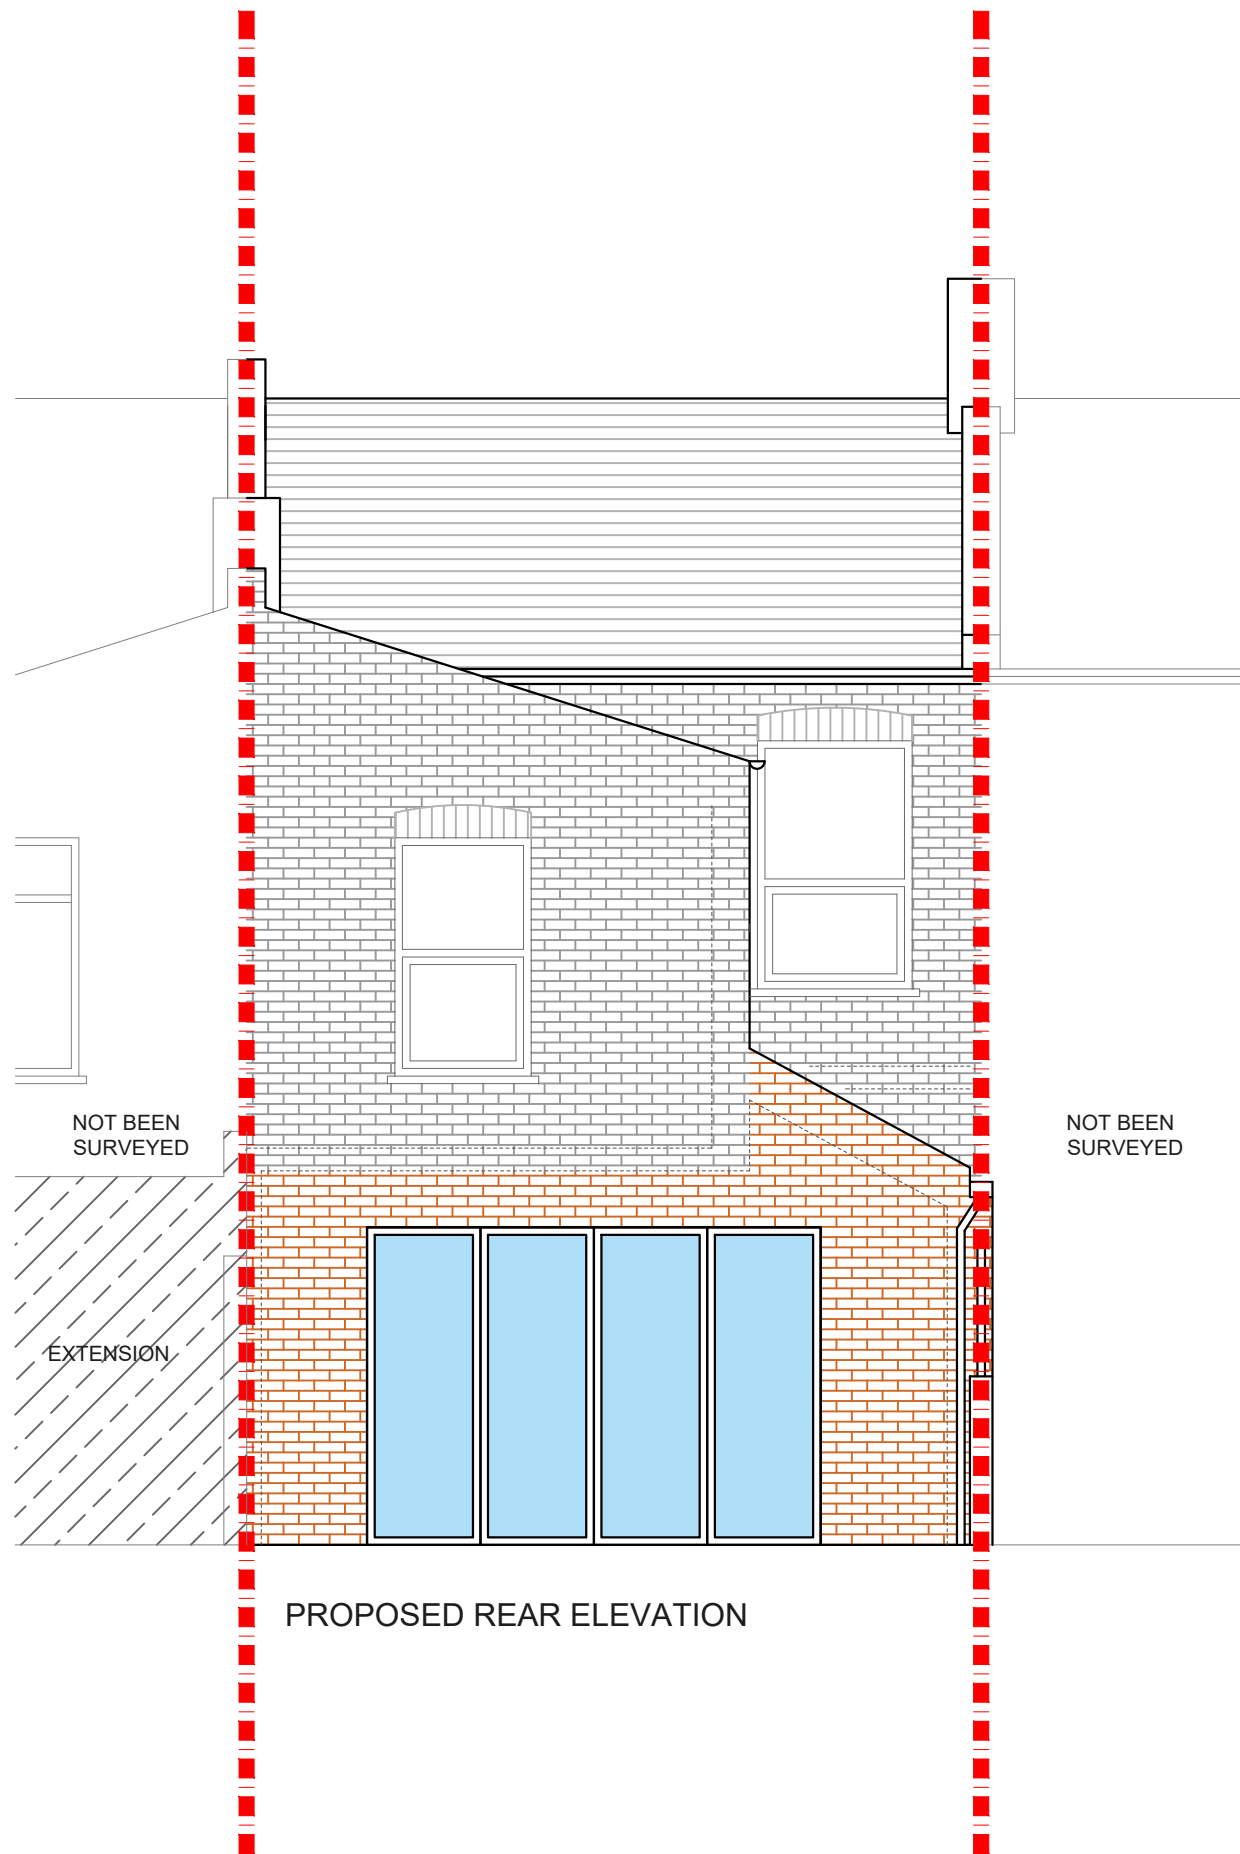 NOT BEEN
SURVEYED
NOT BEEN
SURVEYED
EXTENSION
PROPOSED REAR ELEVATION